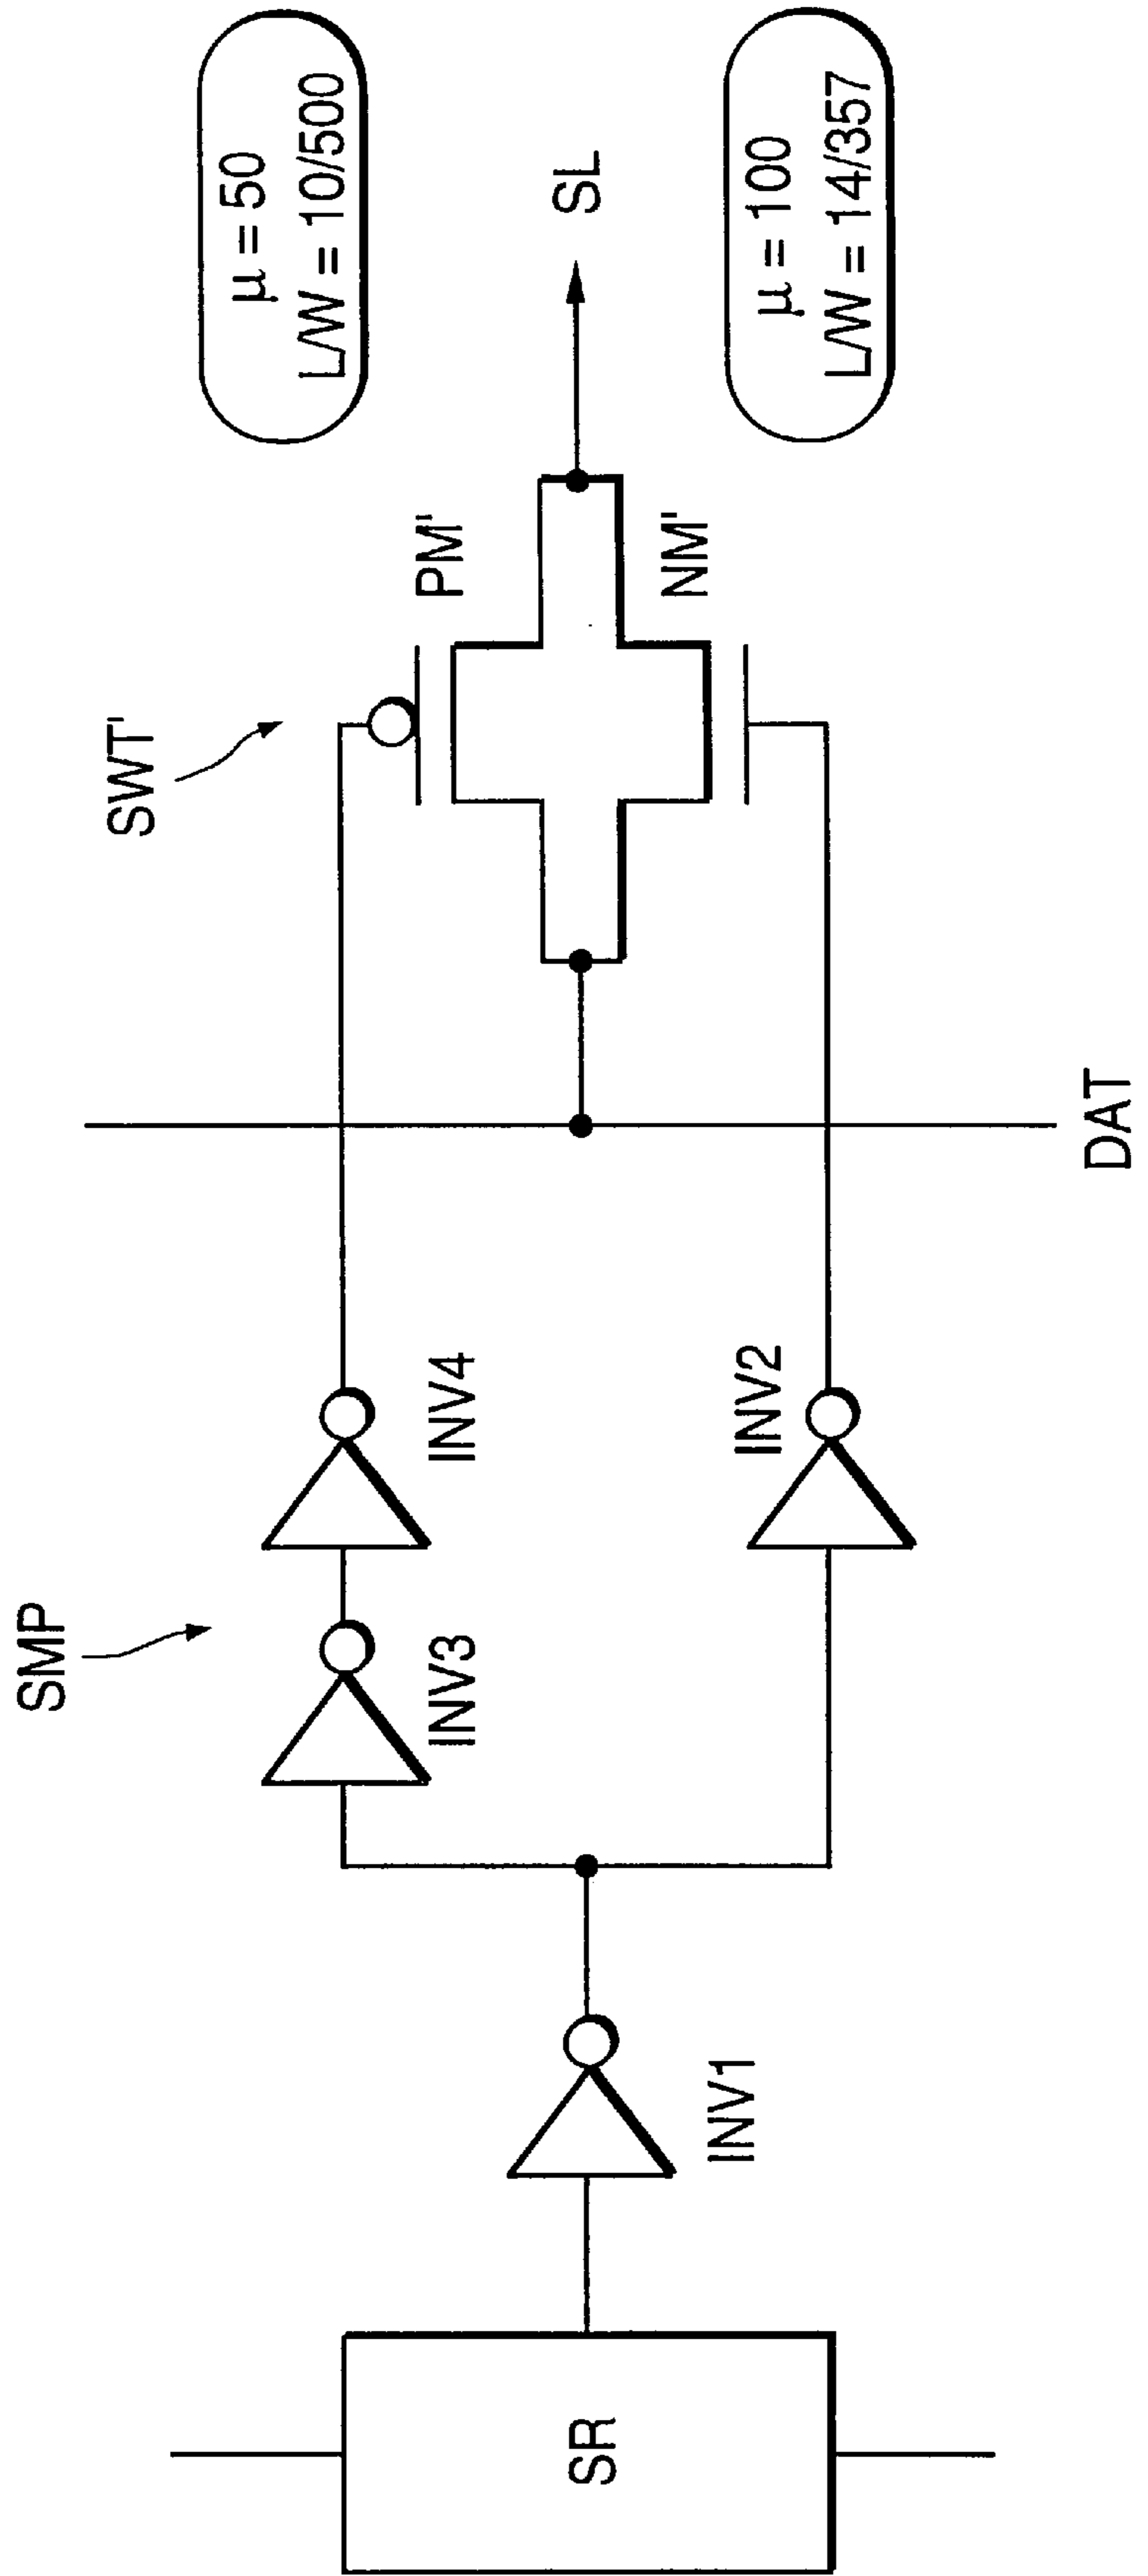 SMP
SWT'
μ = 50
L/W = 10/500
PM'
SL
INV3
INV4
SR
INV1
NM'
INV2
μ = 100
L/W = 14/357
DAT